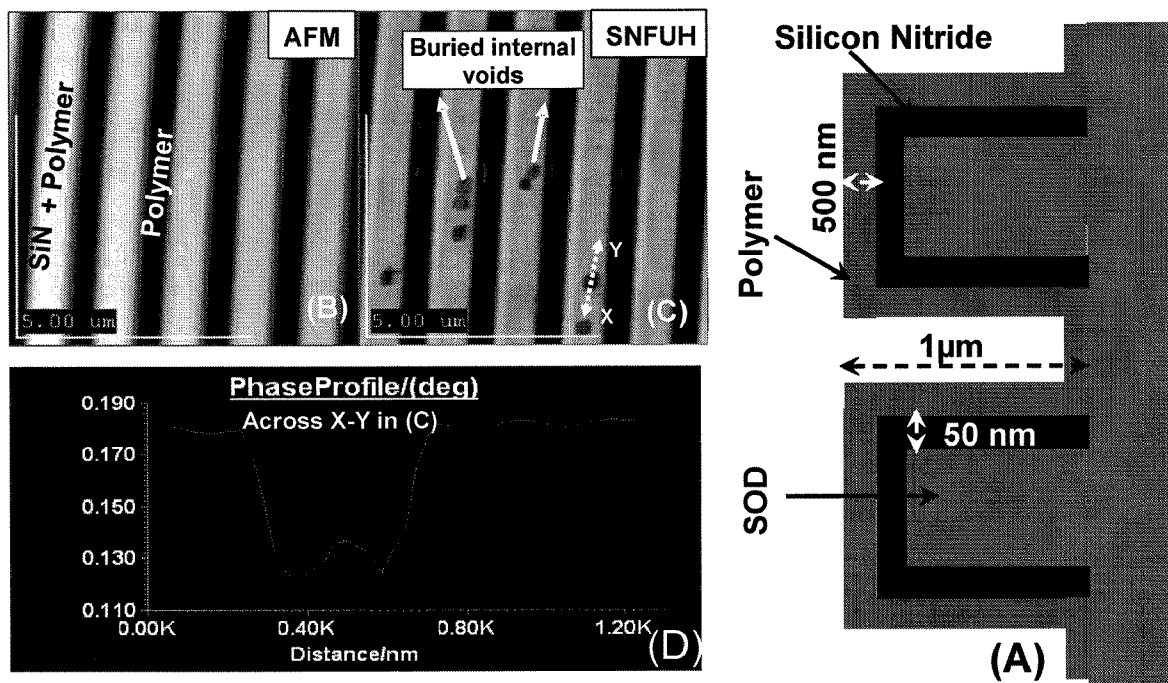 AFM
SNFUH
Buried internal
voids
SiN + Polymer
Polymer
Y
X
5.00 um
(B)
5.00 um
(C)
PhaseProfile/(deg)
Across X-Y in (C)
0.190
0.170
0.150
0.130
0.110
0.00K
0.40K
0.80K
1.20K
Distance/nm
(D)
Silicon Nitride
500 nm
Polymer
1µm
50 nm
SOD
(A)